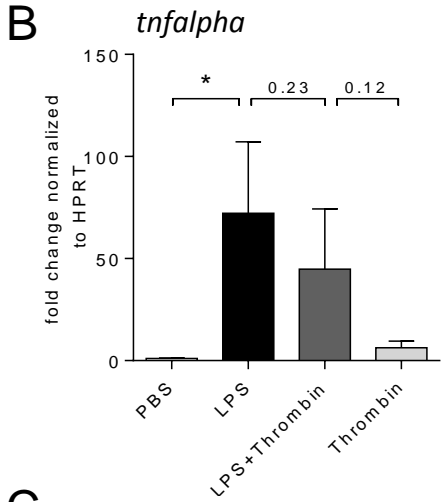 B
tnfalpha
fold change normalized
to HPRT
150
100
50
0
*
0.23
0.12
PBS
LPS
LPS+Thrombin
Thrombin